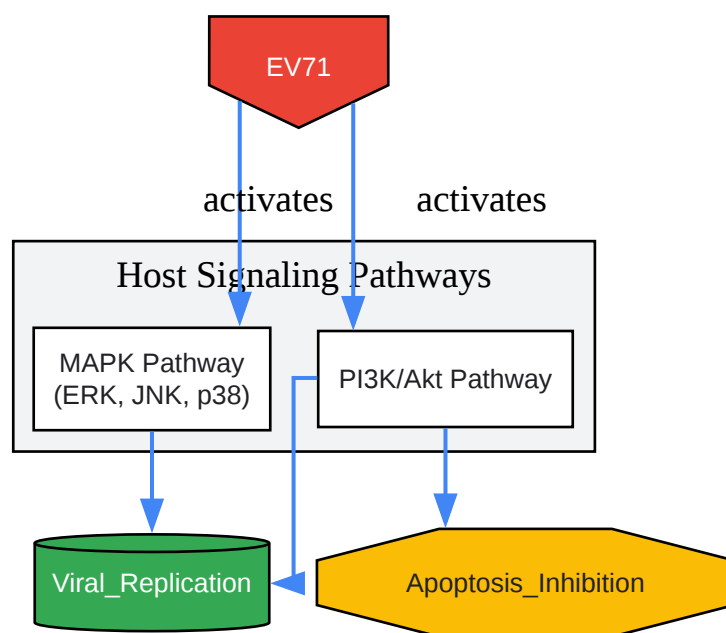 EV71
activates
activates
Host Signaling Pathways
MAPK Pathway
(ERK, JNK, p38)
PI3K/Akt Pathway
Viral_Replication
Apoptosis_Inhibition